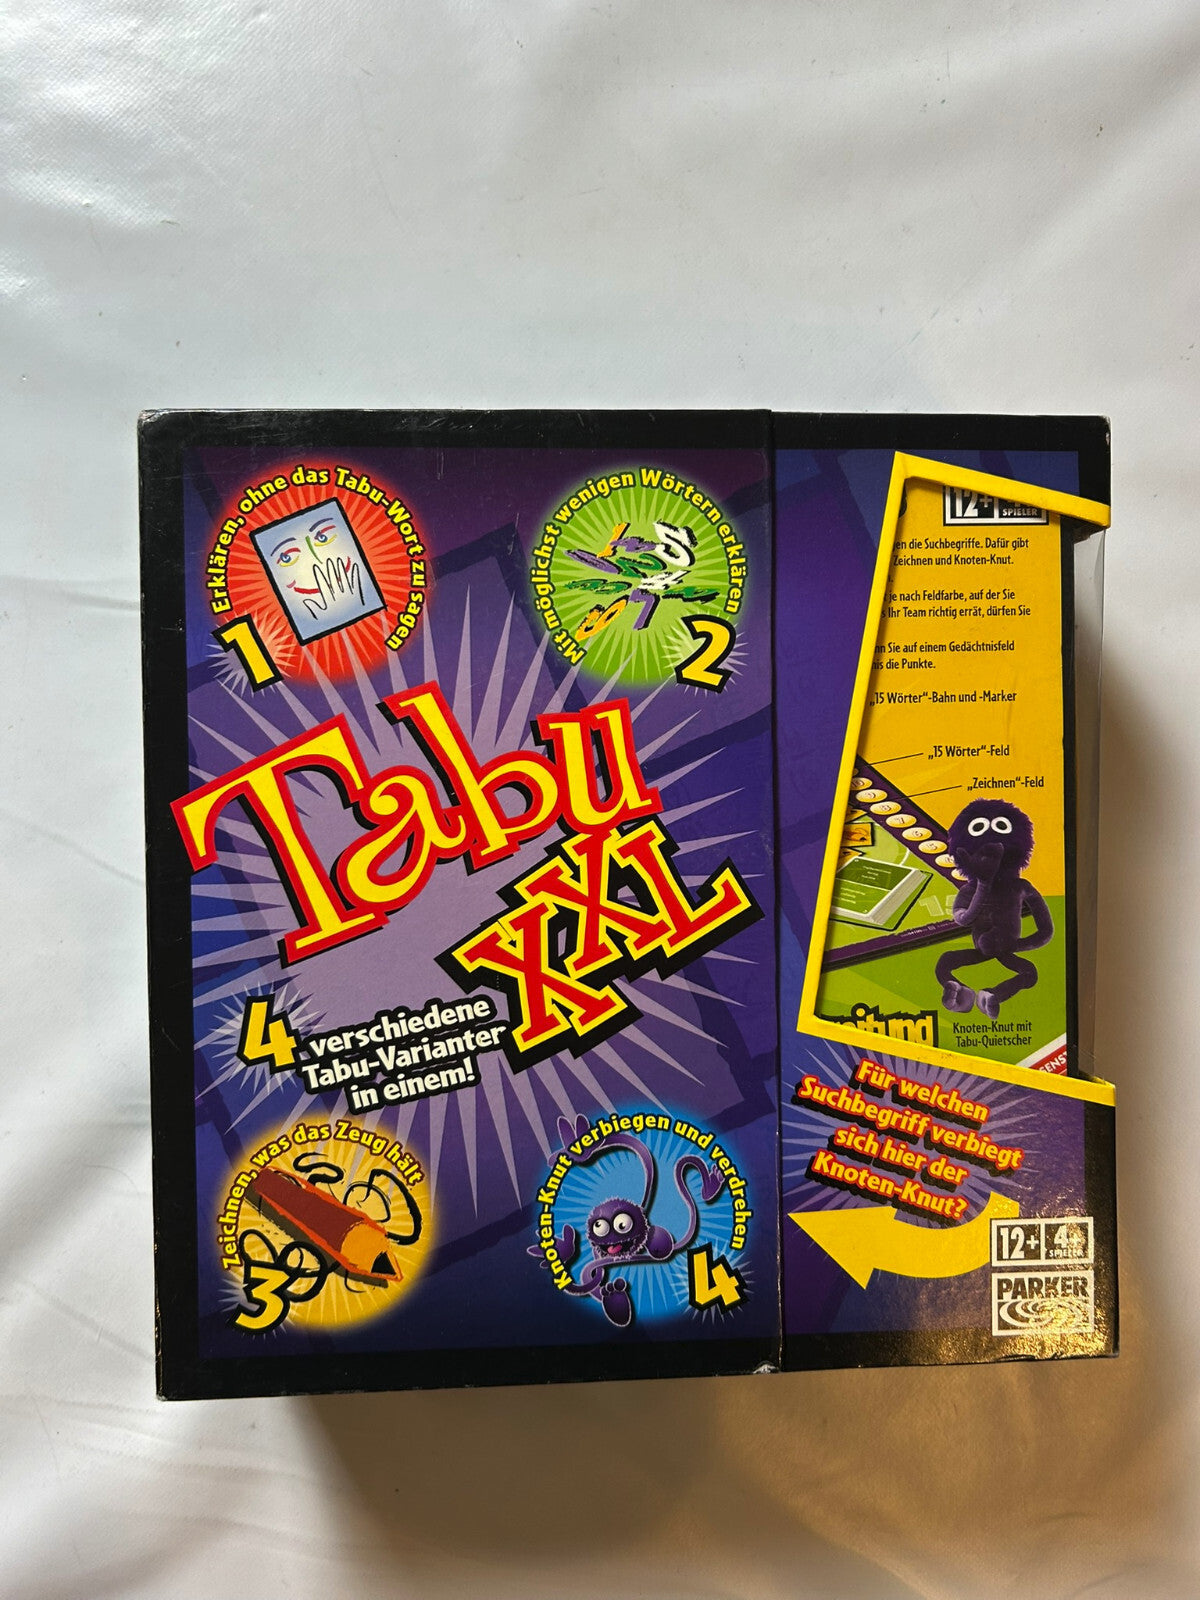 Erklären, ohne das Tabu-Wort zu sagen
1
Mit möglichst wenigen Wörtern erklären
2
Tabu
XXL
4 verschiedene
Tabu-Varianten
in einem!
Zeichnen, was das Zeug hält
3
Knoten-Knut verbiegen und verdrehen
4
12+
SPIELER
en die Suchbegriffe. Dafür gibt
Zeichnen und Knoten-Knut.
je nach Feldfarbe, auf der Sie
s Ihr Team richtig errät, dürfen Sie
nn Sie auf einem Gedächtnisfeld
nis die Punkte.
„15 Wörter“-Bahn und -Marker
„15 Wörter“-Feld
„Zeichnen“-Feld
Knoten-Knut mit
Tabu-Quietscher
Für welchen
Suchbegriff verbiegt
sich hier der
Knoten-Knut?
12+ 4+
SPIELER
PARKER